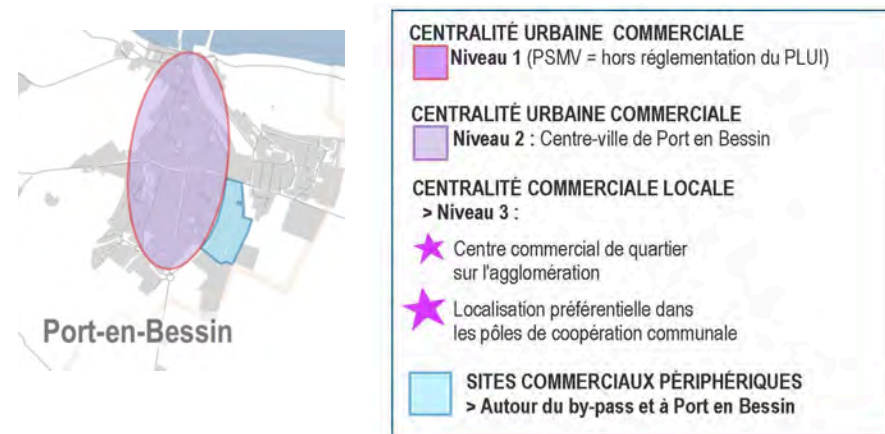 Port-en-Bessin
CENTRALITÉ URBAINE COMMERCIALE
Niveau 1 (PSMV = hors réglementation du PLUI)
CENTRALITÉ URBAINE COMMERCIALE
Niveau 2 : Centre-ville de Port en Bessin
CENTRALITÉ COMMERCIALE LOCALE
> Niveau 3 :
Centre commercial de quartier
sur l'agglomération
Localisation préférentielle dans
les pôles de coopération communale
SITES COMMERCIAUX PÉRIPHÉRIQUES
> Autour du by-pass et à Port en Bessin